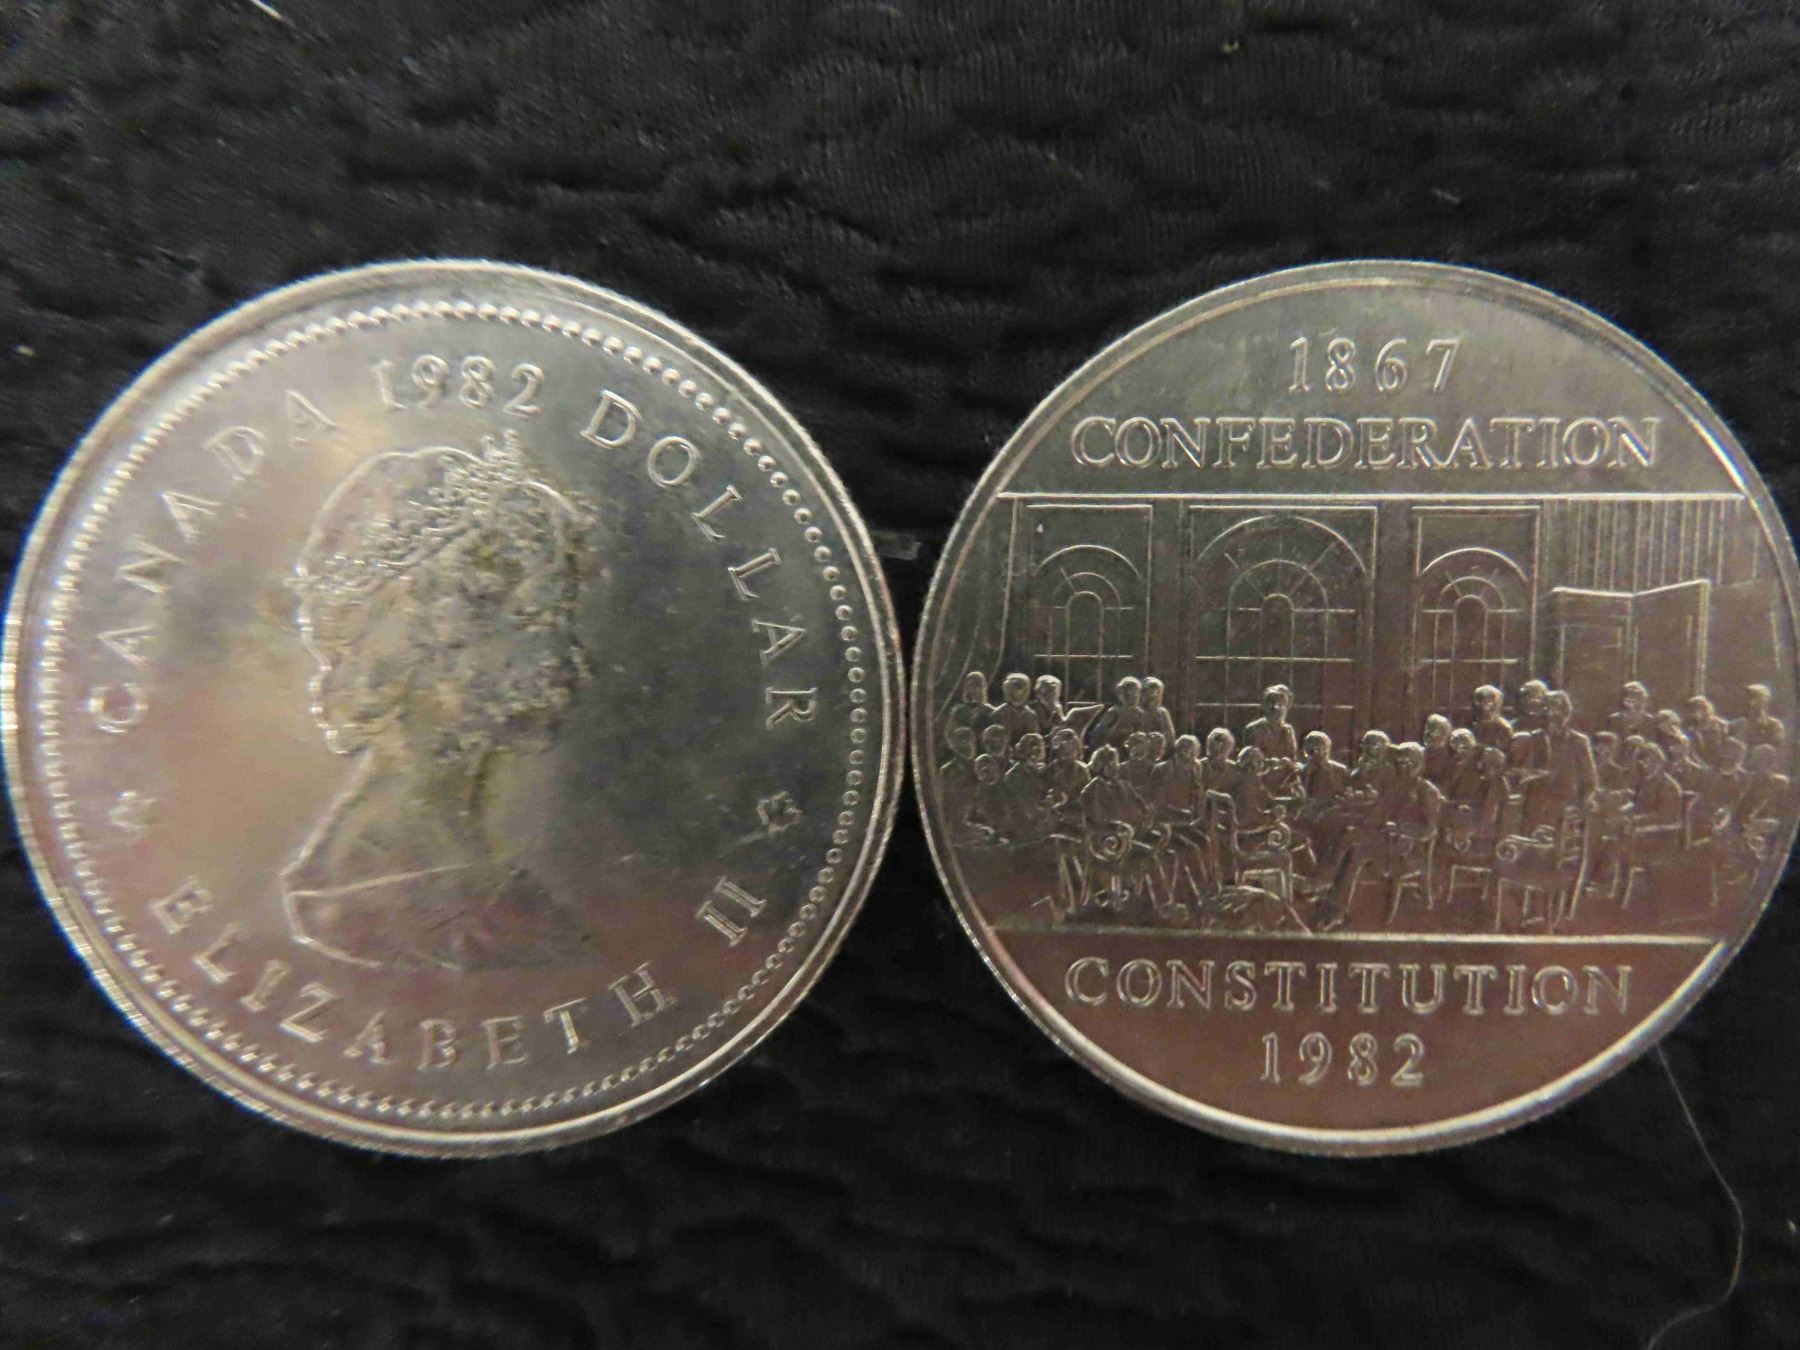 CANADA 1982 DOLLAR
ELIZABETH II
1867
CONFEDERATION
CONSTITUTION
1982